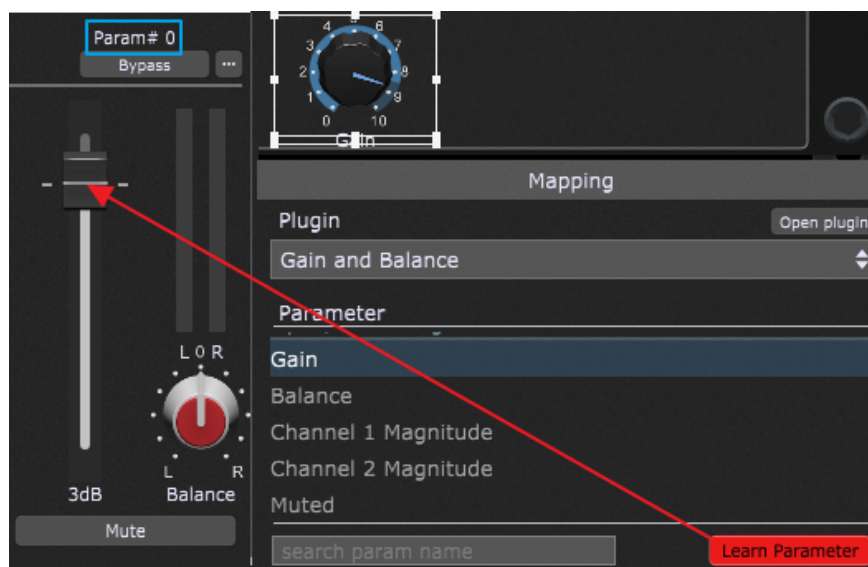 Param# 0
Bypass ...
L 0 R
L R
3dB Balance
Mute
0 1 2 3 4 5 6 7 8 9 10
Gain
Mapping
Plugin Open plugin
Gain and Balance
Parameter
Gain
Balance
Channel 1 Magnitude
Channel 2 Magnitude
Muted
search param name Learn Parameter